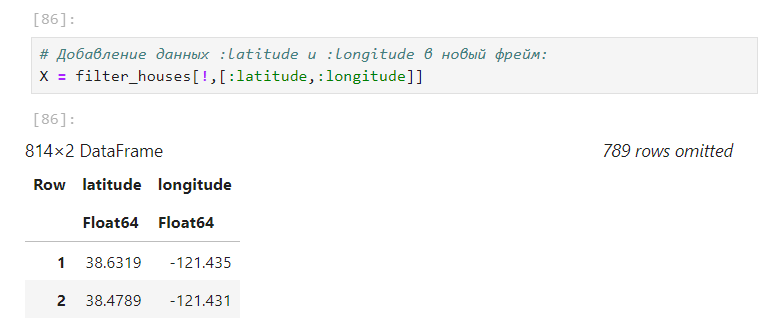 [86]:
# Добавление данных :latitude и :longitude в новый фрейм:
X = filter_houses[!,[:latitude,:longitude]]
[86]:
814×2 DataFrame 789 rows omitted
Row latitude longitude
Float64 Float64
1 38.6319 -121.435
2 38.4789 -121.431